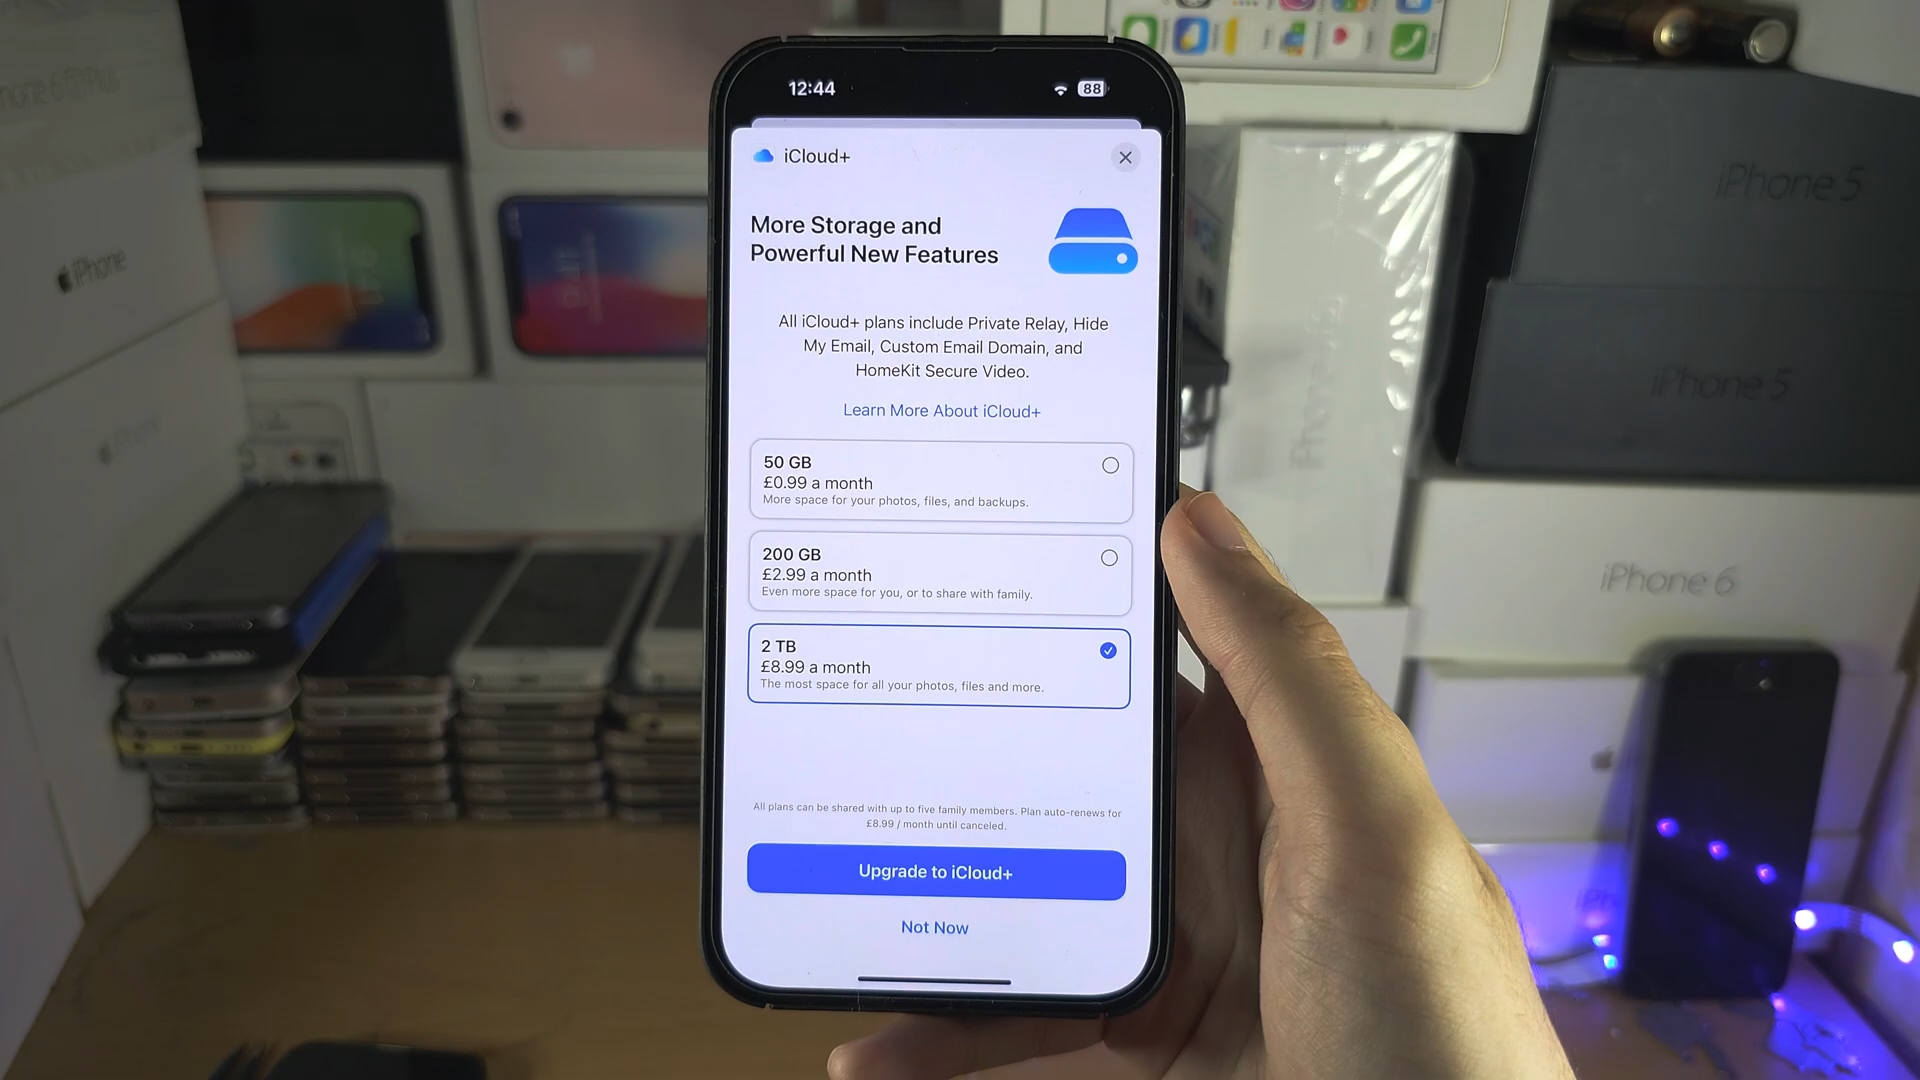 12:44
88
iCloud+
More Storage and
Powerful New Features
All iCloud+ plans include Private Relay, Hide
My Email, Custom Email Domain, and
HomeKit Secure Video.
Learn More About iCloud+
50 GB
£0.99 a month
More space for your photos, files, and backups.
200 GB
£2.99 a month
Even more space for you, or to share with family.
2 TB
£8.99 a month
The most space for all your photos, files and more.
All plans can be shared with up to five family members. Plan auto-renews for
£8.99 / month until canceled.
Upgrade to iCloud+
Not Now
iPhone
iPhone
iPhone 5
iPhone 5
iPhone 6